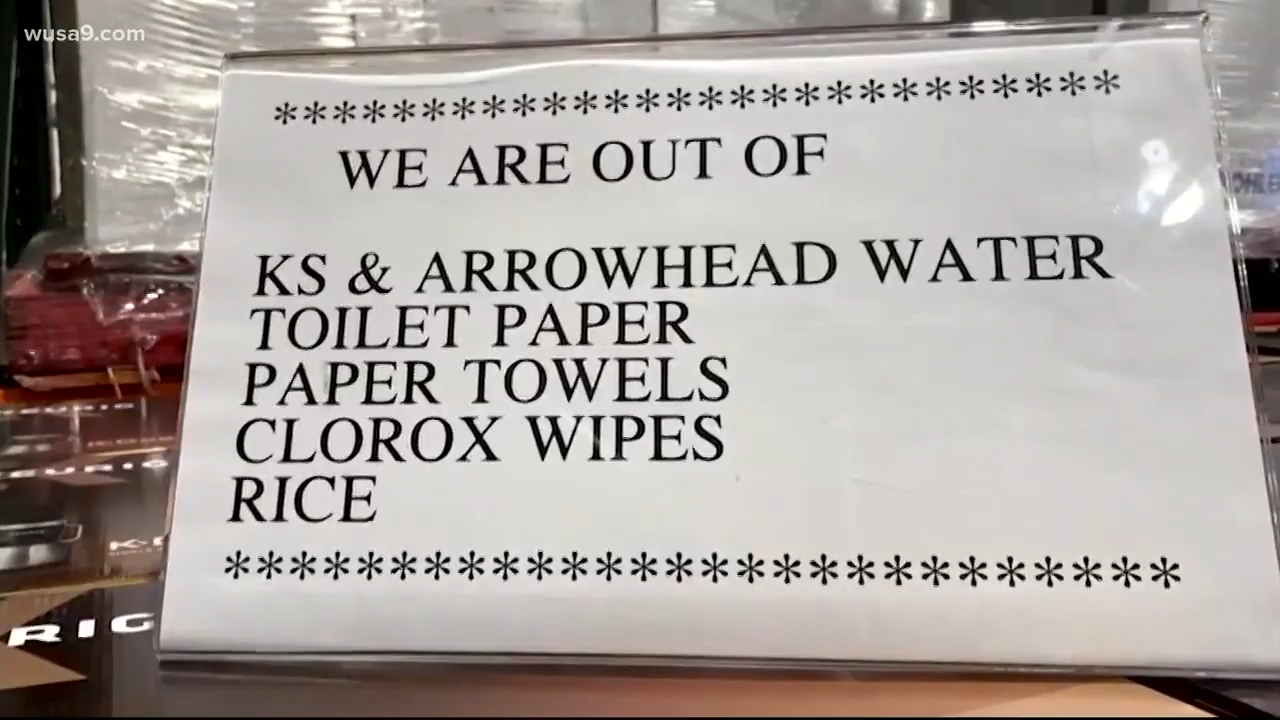 wusa9.com
****************************
WE ARE OUT OF
KS & ARROWHEAD WATER
TOILET PAPER
PAPER TOWELS
CLOROX WIPES
RICE
****************************